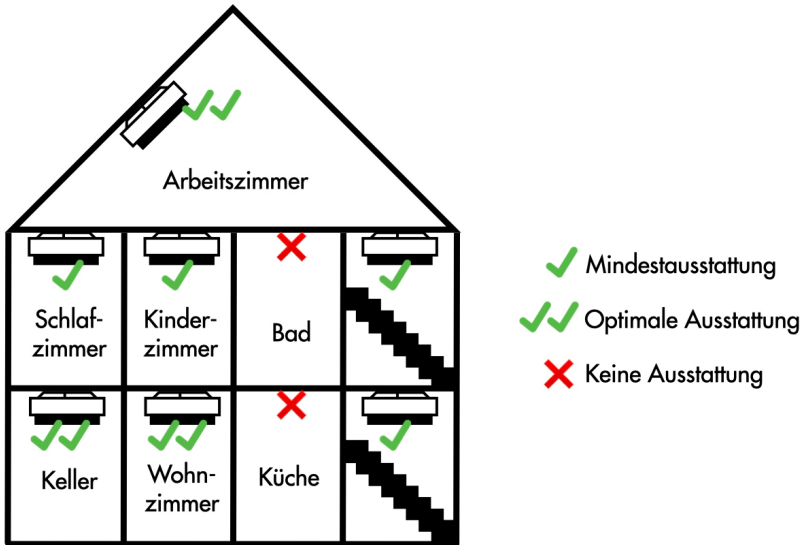 Arbeitszimmer
Schlaf-
zimmer
Kinder-
zimmer
Bad
Keller
Wohn-
zimmer
Küche
Mindestausstattung
Optimale Ausstattung
Keine Ausstattung